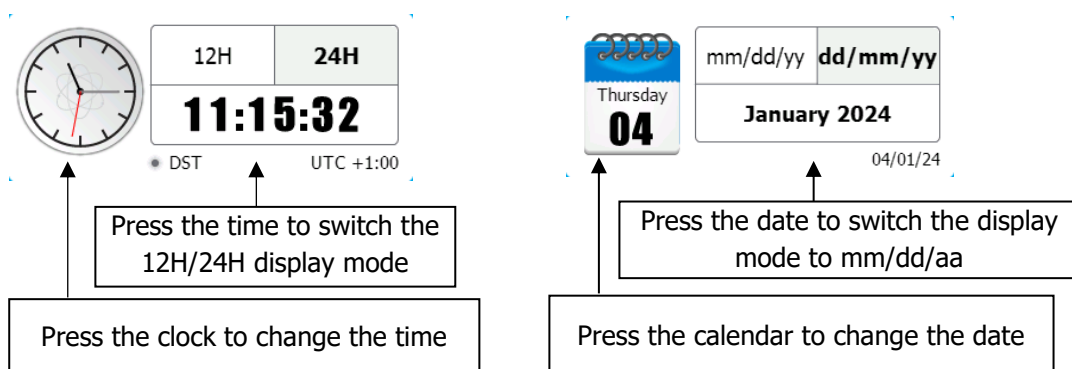 12H 24H
11:15:32
DST UTC +1:00
Press the time to switch the
12H/24H display mode
Press the clock to change the time
mm/dd/yy dd/mm/yy
Thursday
04
January 2024
04/01/24
Press the date to switch the display
mode to mm/dd/aa
Press the calendar to change the date